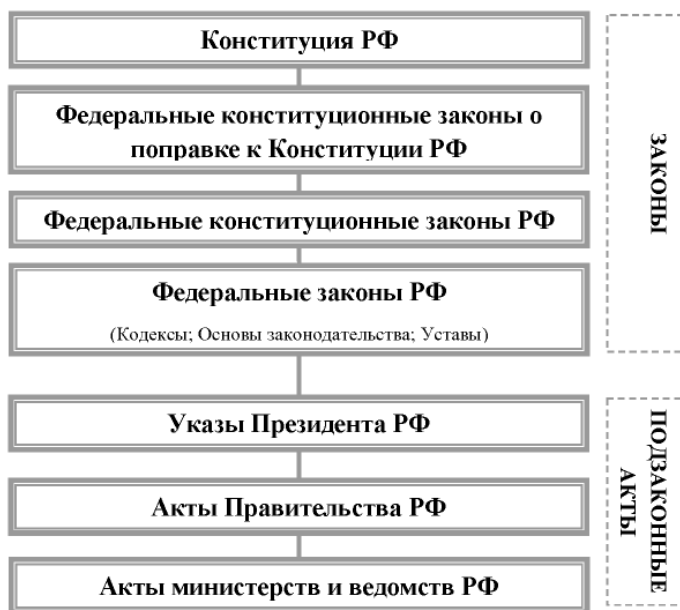 Конституция РФ
Федеральные конституционные законы о
поправке к Конституции РФ
Федеральные конституционные законы РФ
Федеральные законы РФ
(Кодексы; Основы законодательства; Уставы)
ЗАКОНЫ
Указы Президента РФ
Акты Правительства РФ
Акты министерств и ведомств РФ
ПОДЗАКОННЫЕ
АКТЫ